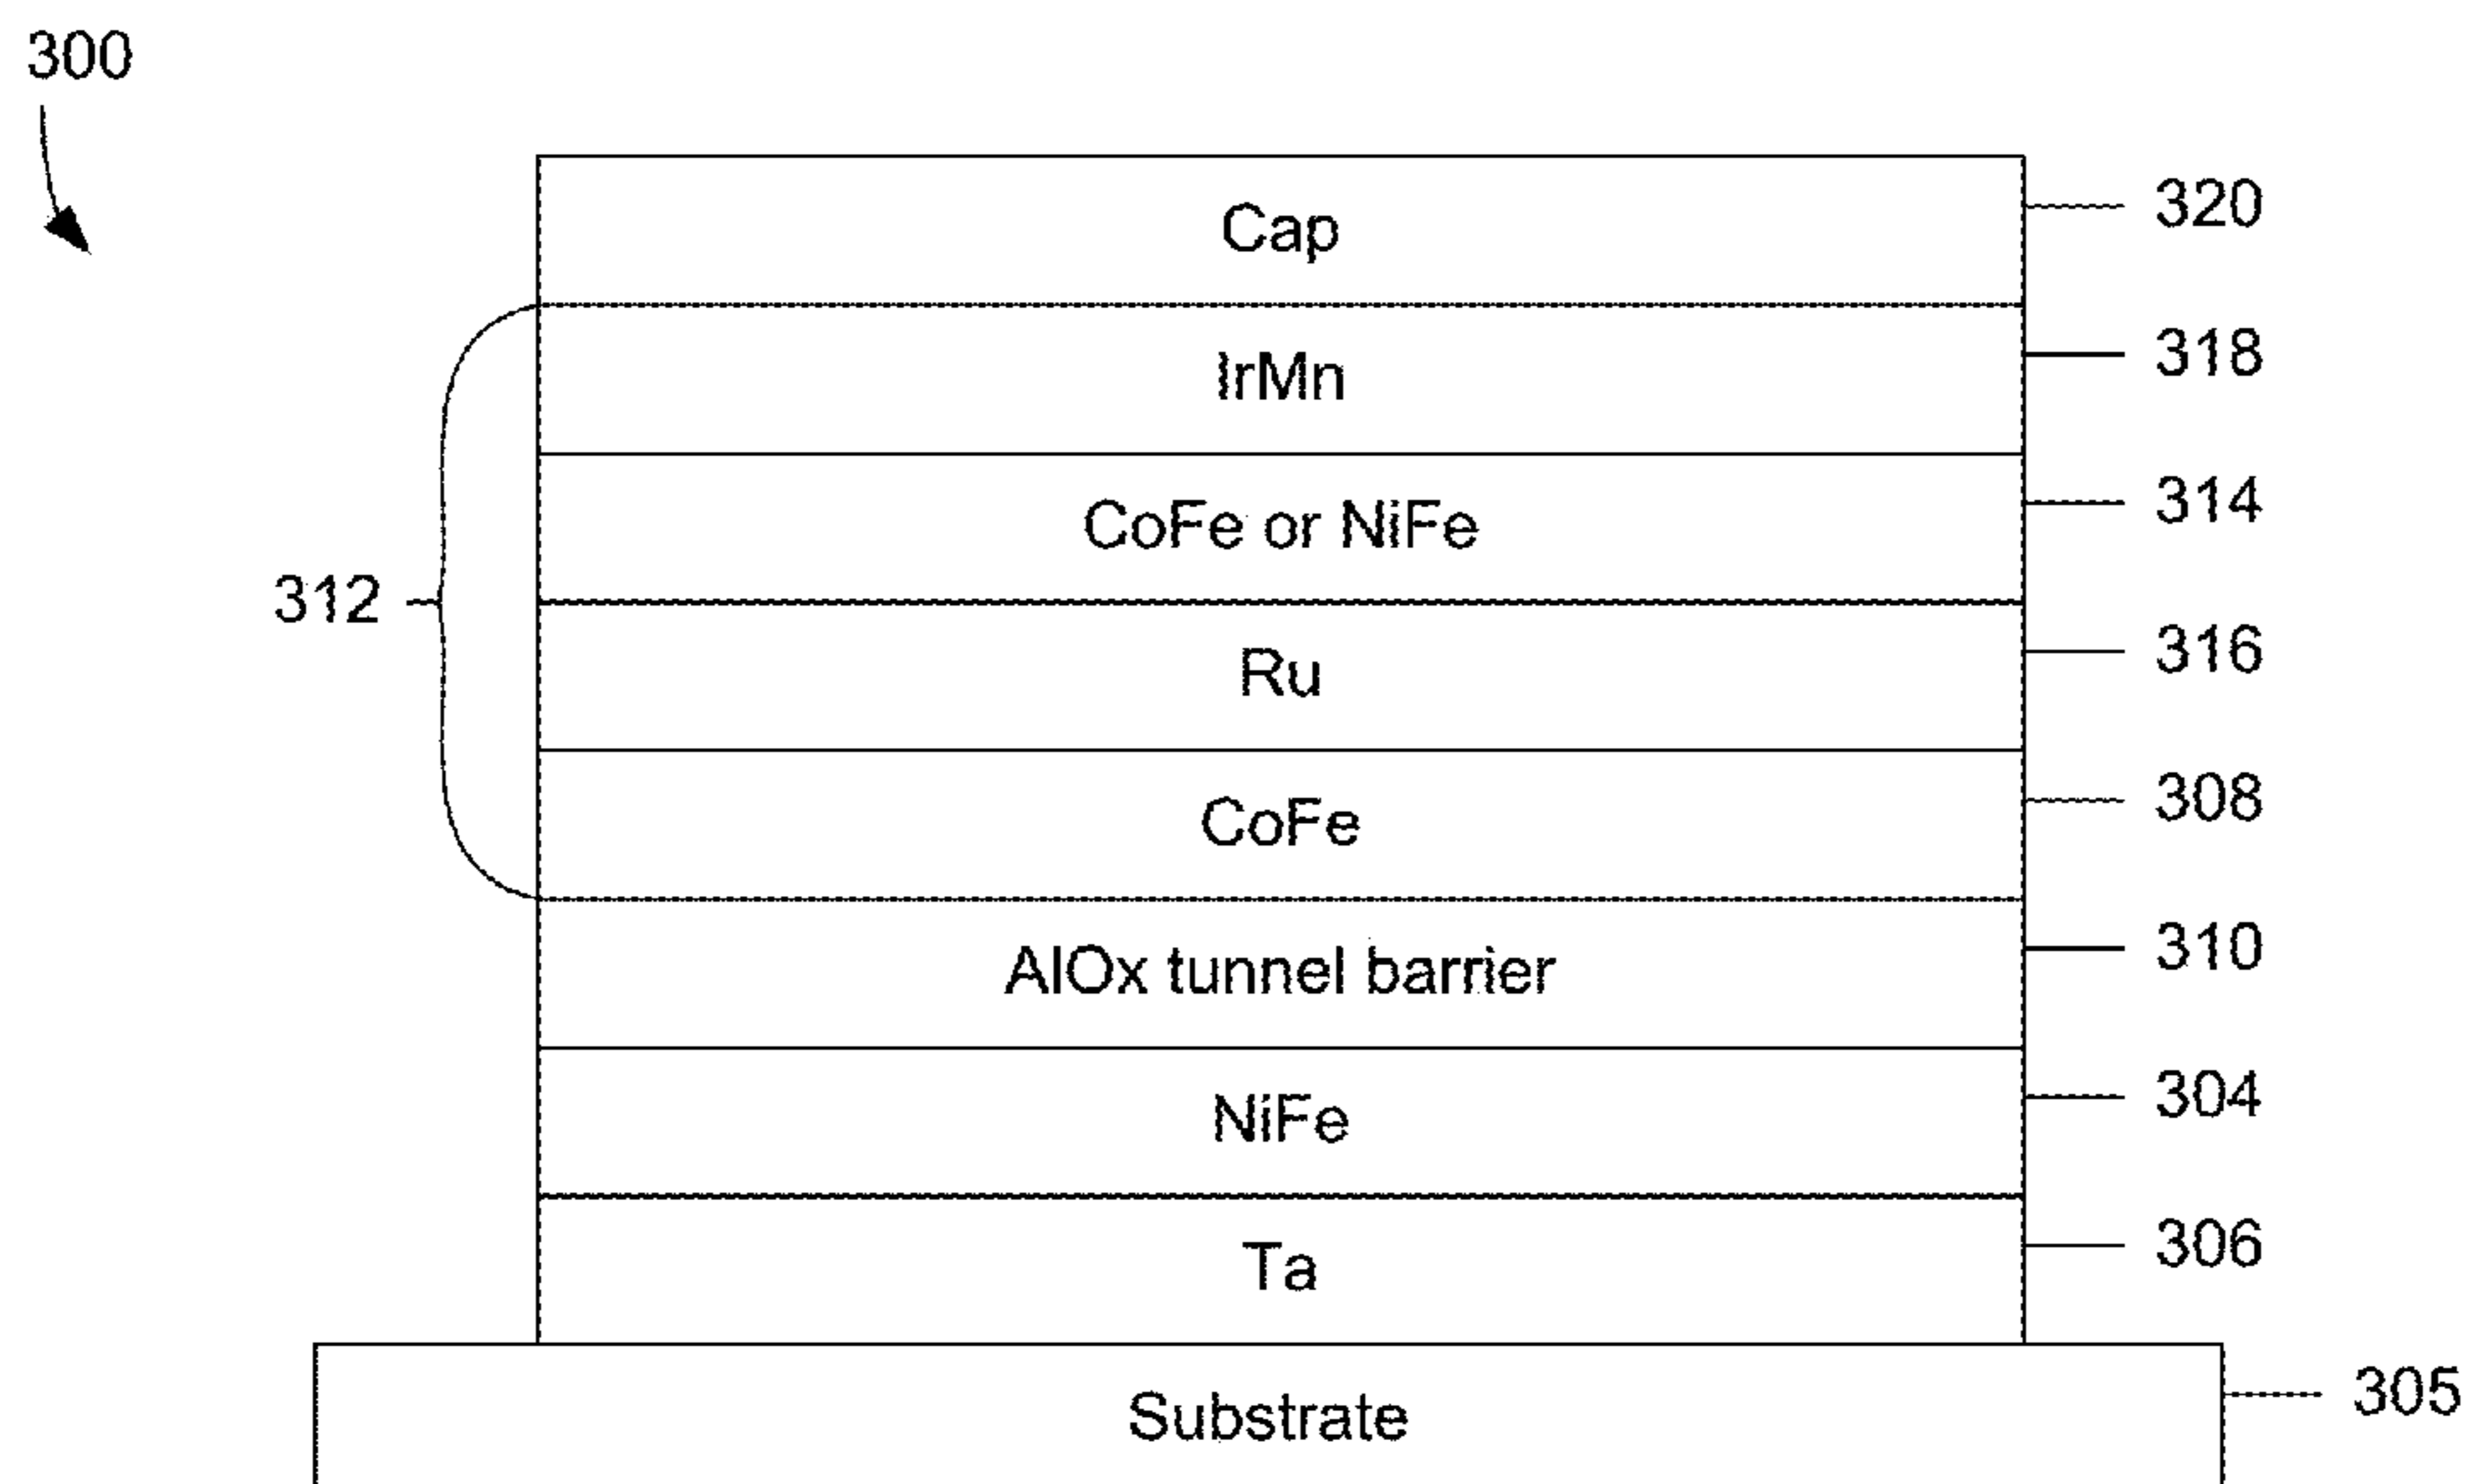 300
Cap 320
IrMn 318
CoFe or NiFe 314
312
Ru 316
CoFe 308
AlOx tunnel barrier 310
NiFe 304
Ta 306
Substrate 305